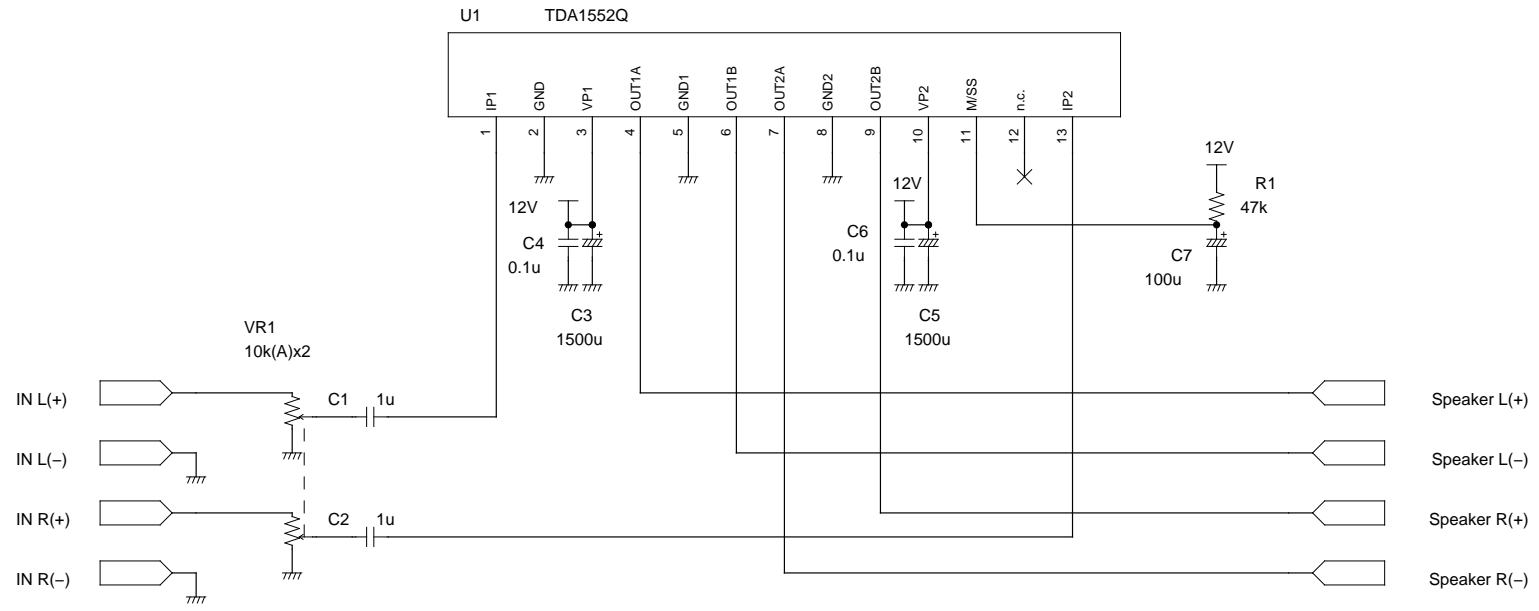 U1 TDA1552Q
IP1 GND VP1 OUT1A GND1 OUT1B OUT2A GND2 OUT2B VP2 M/SS n.c. IP2
1 2 3 4 5 6 7 8 9 10 11 12 13
12V
R1
47k
12V
12V
C4
0.1u
C6
0.1u
C7
100u
C3
1500u
C5
1500u
VR1
10k(A)x2
IN L(+)
C1 1u
Speaker L(+)
IN L(−)
Speaker L(−)
IN R(+)
C2 1u
Speaker R(+)
IN R(−)
Speaker R(−)
+
+
+